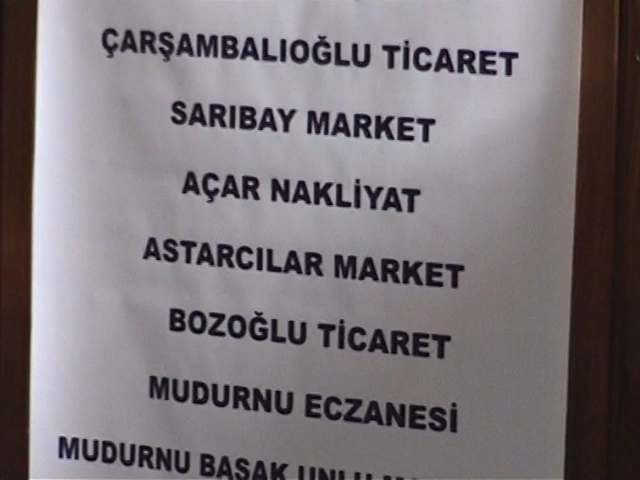 ÇARŞAMBALIOĞLU TİCARET
SARIBAY MARKET
AÇAR NAKLİYAT
ASTARCILAR MARKET
BOZOĞLU TİCARET
MUDURNU ECZANESİ
MUDURNU BAŞAK UNLU